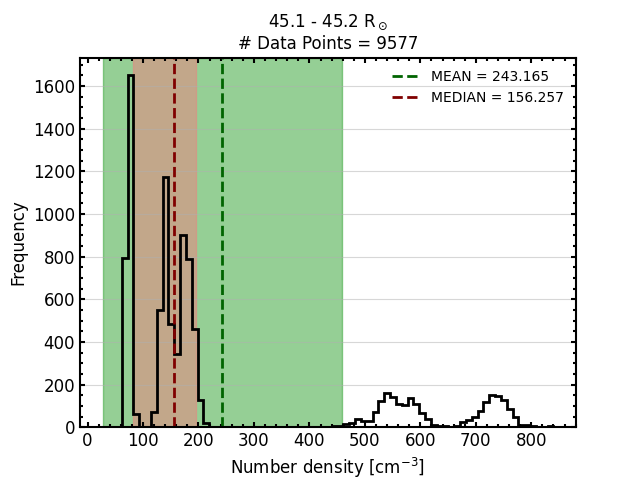 45.1 - 45.2 R⊙
# Data Points = 9577
MEAN = 243.165
MEDIAN = 156.257
Frequency
1600
1400
1200
1000
800
600
400
200
0
0 100 200 300 400 500 600 700 800
Number density [cm⁻³]